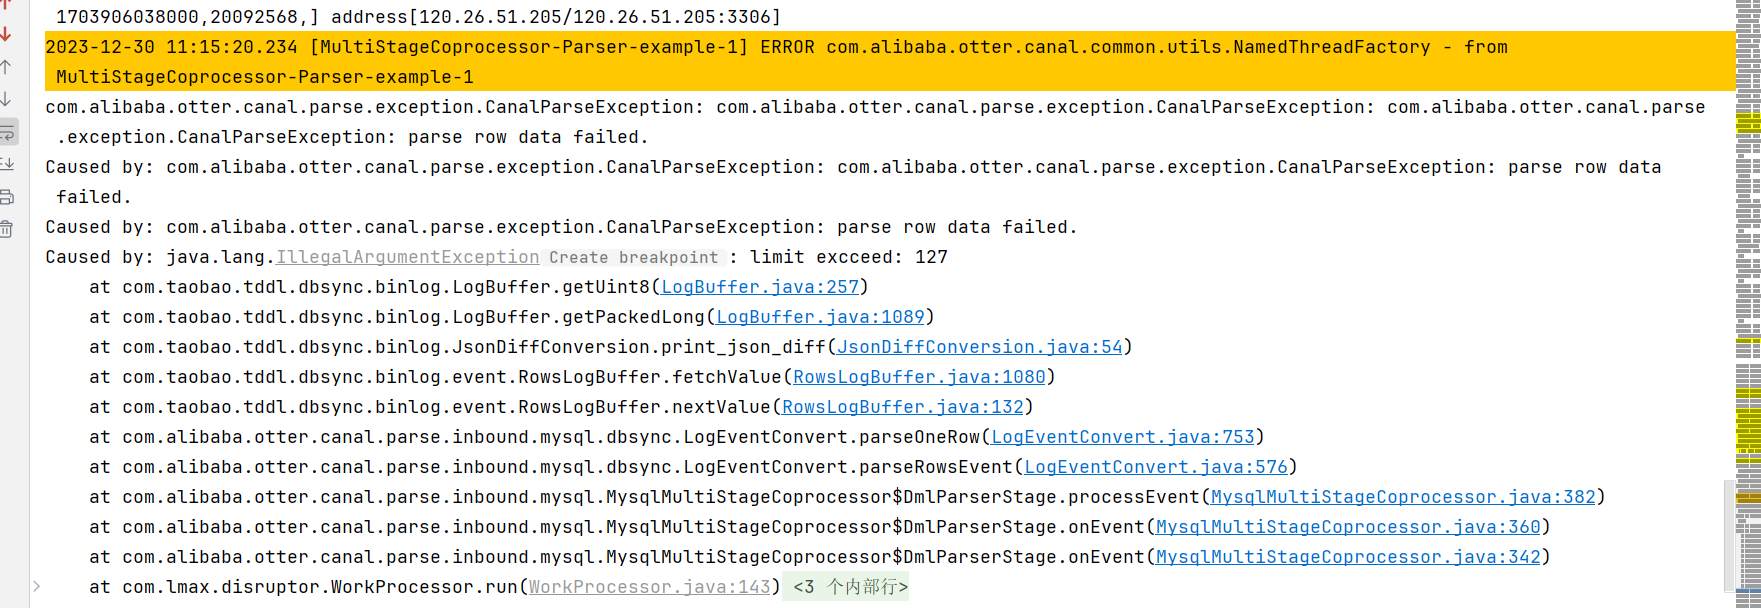 1703906038000,20092568,] address[120.26.51.205/120.26.51.205:3306]
2023-12-30 11:15:20.234 [MultiStageCoprocessor-Parser-example-1] ERROR com.alibaba.otter.canal.common.utils.NamedThreadFactory - from
MultiStageCoprocessor-Parser-example-1
com.alibaba.otter.canal.parse.exception.CanalParseException: com.alibaba.otter.canal.parse.exception.CanalParseException: com.alibaba.otter.canal.parse
.exception.CanalParseException: parse row data failed.
Caused by: com.alibaba.otter.canal.parse.exception.CanalParseException: com.alibaba.otter.canal.parse.exception.CanalParseException: parse row data
failed.
Caused by: com.alibaba.otter.canal.parse.exception.CanalParseException: parse row data failed.
Caused by: java.lang.IllegalArgumentException Create breakpoint : limit excceed: 127
at com.taobao.tddl.dbsync.binlog.LogBuffer.getUint8(LogBuffer.java:257)
at com.taobao.tddl.dbsync.binlog.LogBuffer.getPackedLong(LogBuffer.java:1089)
at com.taobao.tddl.dbsync.binlog.JsonDiffConversion.print_json_diff(JsonDiffConversion.java:54)
at com.taobao.tddl.dbsync.binlog.event.RowsLogBuffer.fetchValue(RowsLogBuffer.java:1080)
at com.taobao.tddl.dbsync.binlog.event.RowsLogBuffer.nextValue(RowsLogBuffer.java:132)
at com.alibaba.otter.canal.parse.inbound.mysql.dbsync.LogEventConvert.parseOneRow(LogEventConvert.java:753)
at com.alibaba.otter.canal.parse.inbound.mysql.dbsync.LogEventConvert.parseRowsEvent(LogEventConvert.java:576)
at com.alibaba.otter.canal.parse.inbound.mysql.MysqlMultiStageCoprocessor$DmlParserStage.processEvent(MysqlMultiStageCoprocessor.java:382)
at com.alibaba.otter.canal.parse.inbound.mysql.MysqlMultiStageCoprocessor$DmlParserStage.onEvent(MysqlMultiStageCoprocessor.java:360)
at com.alibaba.otter.canal.parse.inbound.mysql.MysqlMultiStageCoprocessor$DmlParserStage.onEvent(MysqlMultiStageCoprocessor.java:342)
at com.lmax.disruptor.WorkProcessor.run(WorkProcessor.java:143) <3 个内部行>